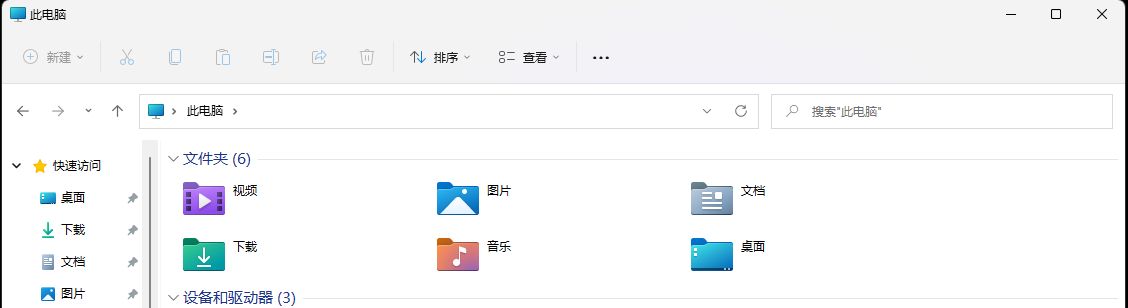 此电脑
新建 排序 查看
此电脑 搜索"此电脑"
快速访问
桌面
下载
文档
图片
文件夹 (6)
视频 图片 文档
下载 音乐 桌面
设备和驱动器 (3)